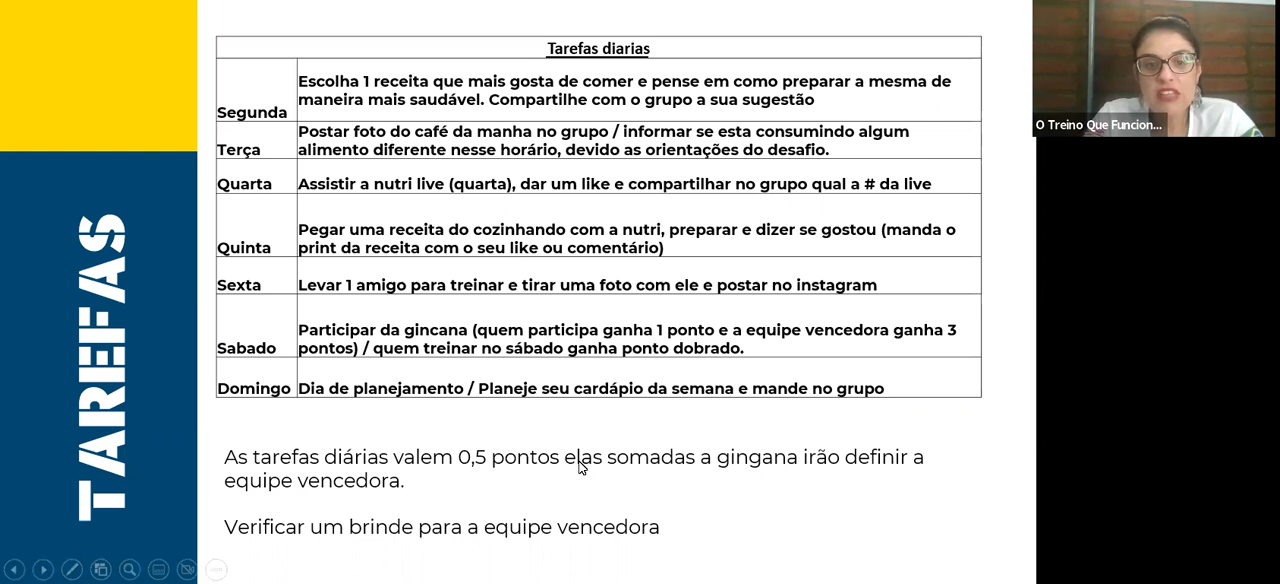 TAREFAS
Tarefas diarias
Segunda
Escolha 1 receita que mais gosta de comer e pense em como preparar a mesma de
maneira mais saudável. Compartilhe com o grupo a sua sugestão
Terça
Postar foto do café da manha no grupo / informar se esta consumindo algum
alimento diferente nesse horário, devido as orientações do desafio.
Quarta
Assistir a nutri live (quarta), dar um like e compartilhar no grupo qual a # da live
Quinta
Pegar uma receita do cozinhando com a nutri, preparar e dizer se gostou (manda o
print da receita com o seu like ou comentário)
Sexta
Levar 1 amigo para treinar e tirar uma foto com ele e postar no instagram
Sabado
Participar da gincana (quem participa ganha 1 ponto e a equipe vencedora ganha 3
pontos) / quem treinar no sábado ganha ponto dobrado.
Domingo
Dia de planejamento / Planeje seu cardápio da semana e mande no grupo
As tarefas diárias valem 0,5 pontos elas somadas a gingana irão definir a
equipe vencedora.
Verificar um brinde para a equipe vencedora
O Treino Que Funcion...